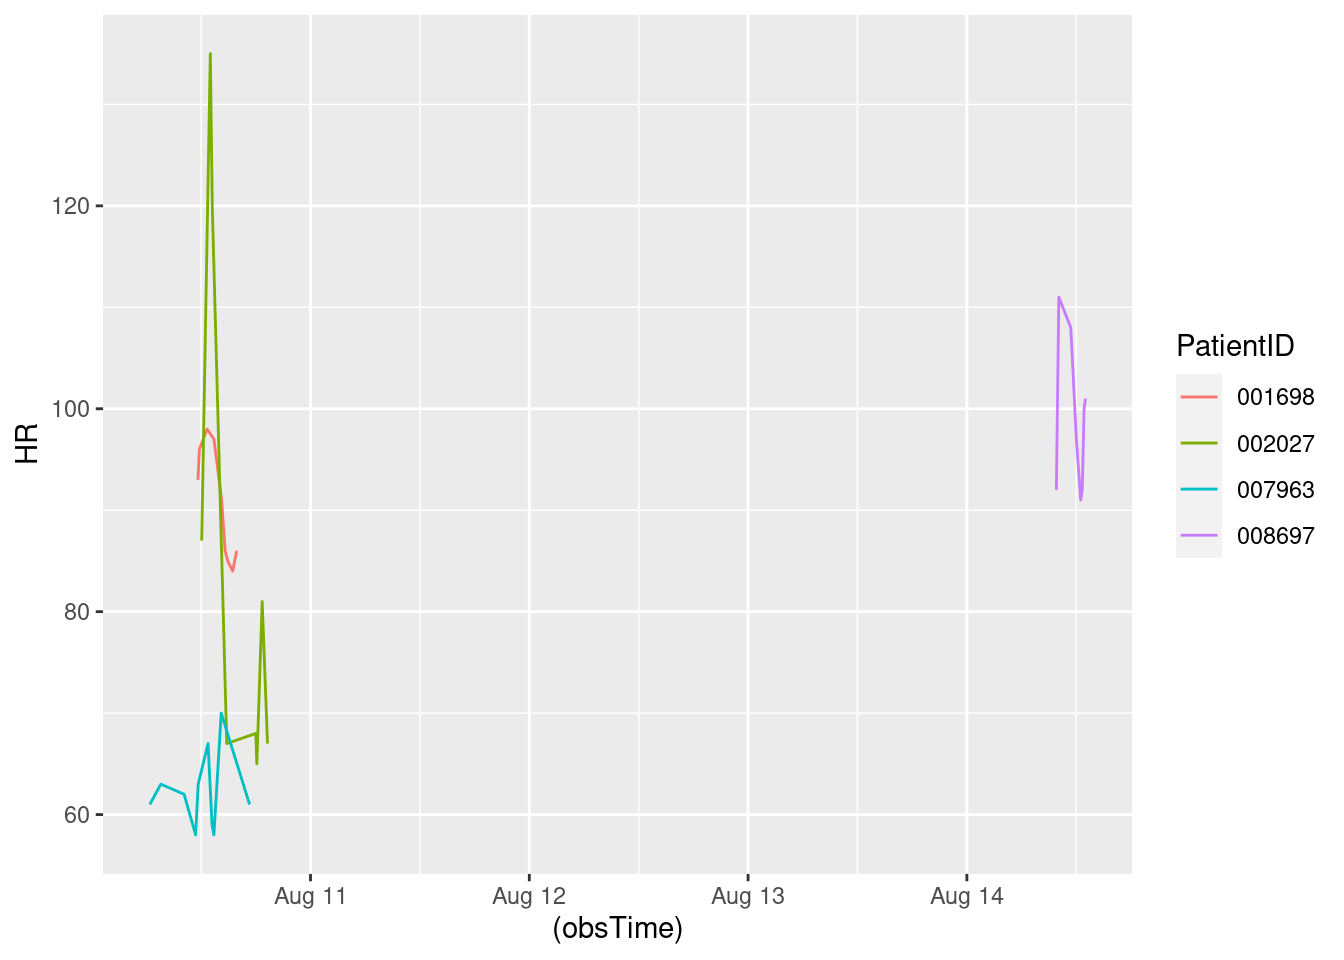 HR
120
100
80
60
Aug 11
Aug 12
Aug 13
Aug 14
(obsTime)
PatientID
001698
002027
007963
008697